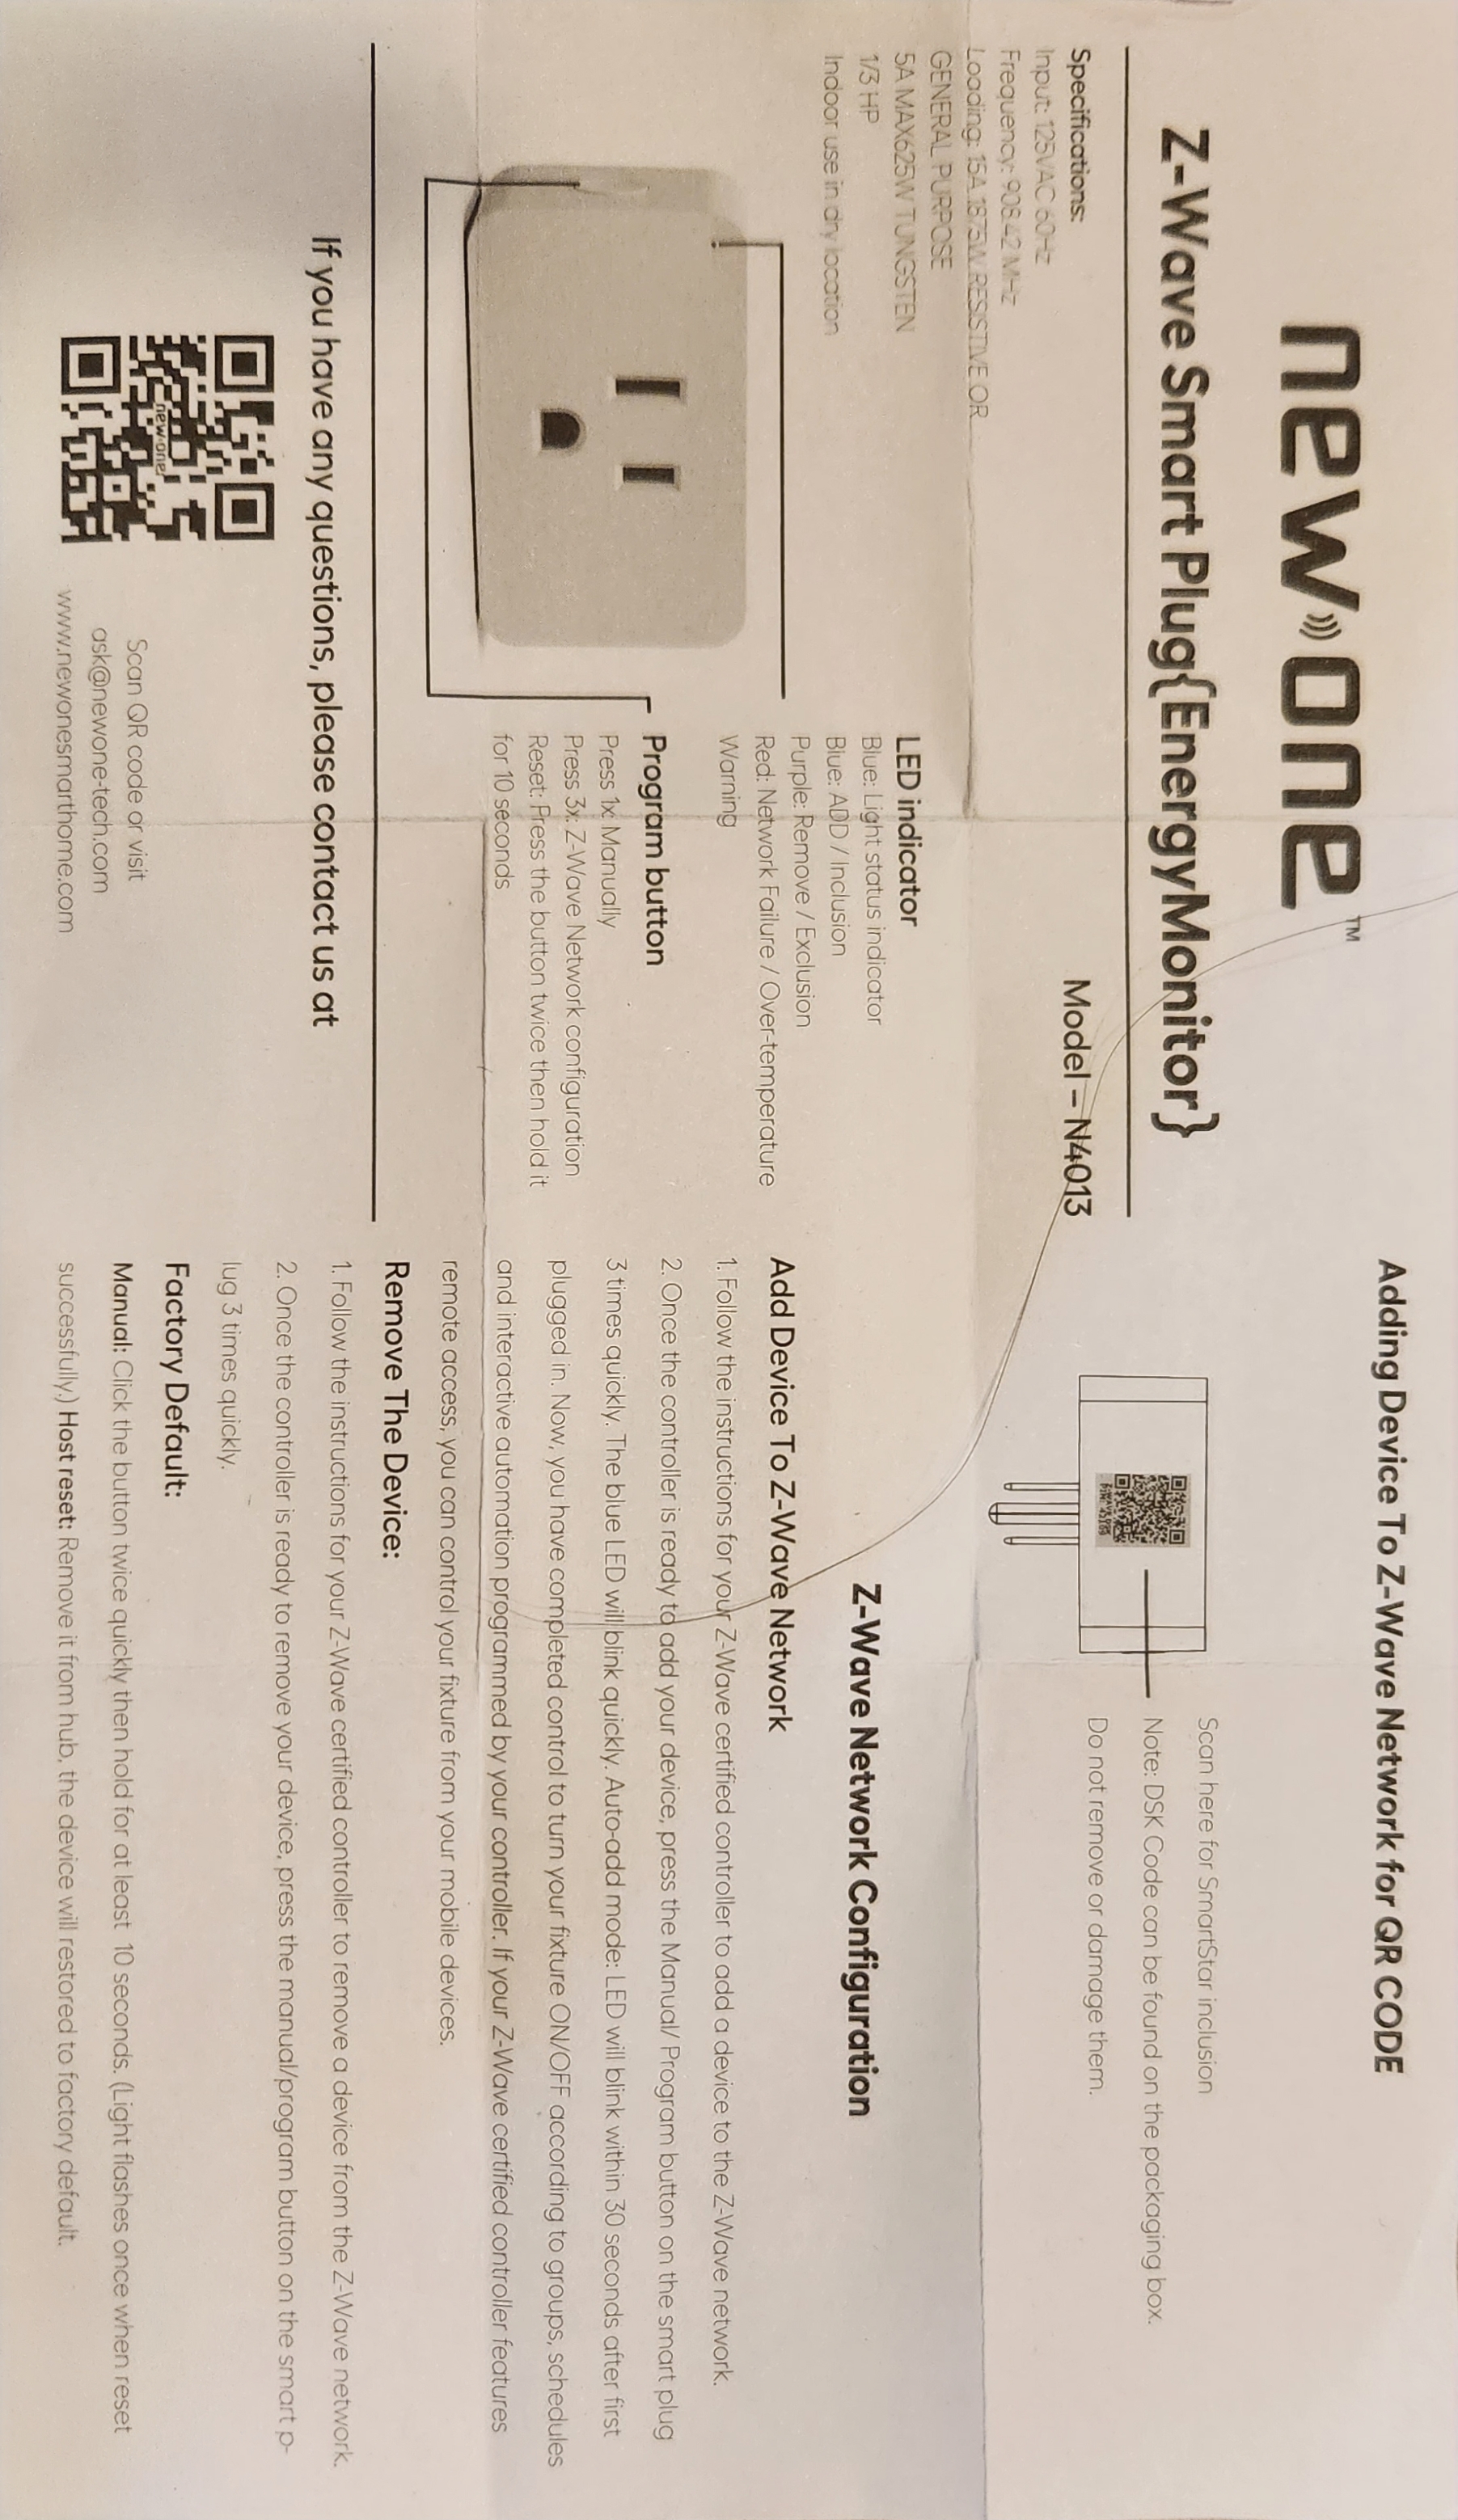 new one™
Z-Wave Smart Plug{EnergyMonitor}
Model - N4013
Specifications:
Input: 125VAC 60Hz
Frequency: 908.42 MHz
Loading: 15A 1875W RESISTIVE OR
GENERAL PURPOSE
5A MAX625W TUNGSTEN
1/3 HP
Indoor use in dry location
LED indicator
Blue: Light status indicator
Blue: ADD / Inclusion
Purple: Remove / Exclusion
Red: Network Failure / Over-temperature
Warning
Program button
Press 1x: Manually
Press 3x: Z-Wave Network configuration
Reset: Press the button twice then hold it
for 10 seconds
If you have any questions, please contact us at
new one
Scan QR code or visit
ask@newone-tech.com
www.newonesmarthome.com
Adding Device To Z-Wave Network for QR CODE
Scan here for SmartStar inclusion
Note: DSK Code can be found on the packaging box.
Do not remove or damage them.
Z-Wave Network Configuration
Add Device To Z-Wave Network
1. Follow the instructions for your Z-Wave certified controller to add a device to the Z-Wave network.
2. Once the controller is ready to add your device, press the Manual/ Program button on the smart plug
3 times quickly. The blue LED will blink quickly. Auto-add mode: LED will blink within 30 seconds after first
plugged in. Now, you have completed control to turn your fixture ON/OFF according to groups, schedules
and interactive automation programmed by your controller. If your Z-Wave certified controller features
remote access, you can control your fixture from your mobile devices.
Remove The Device:
1. Follow the instructions for your Z-Wave certified controller to remove a device from the Z-Wave network.
2. Once the controller is ready to remove your device, press the manual/program button on the smart p-
lug 3 times quickly.
Factory Default:
Manual: Click the button twice quickly then hold for at least 10 seconds. (Light flashes once when reset
successfully.) Host reset: Remove it from hub, the device will restored to factory default.